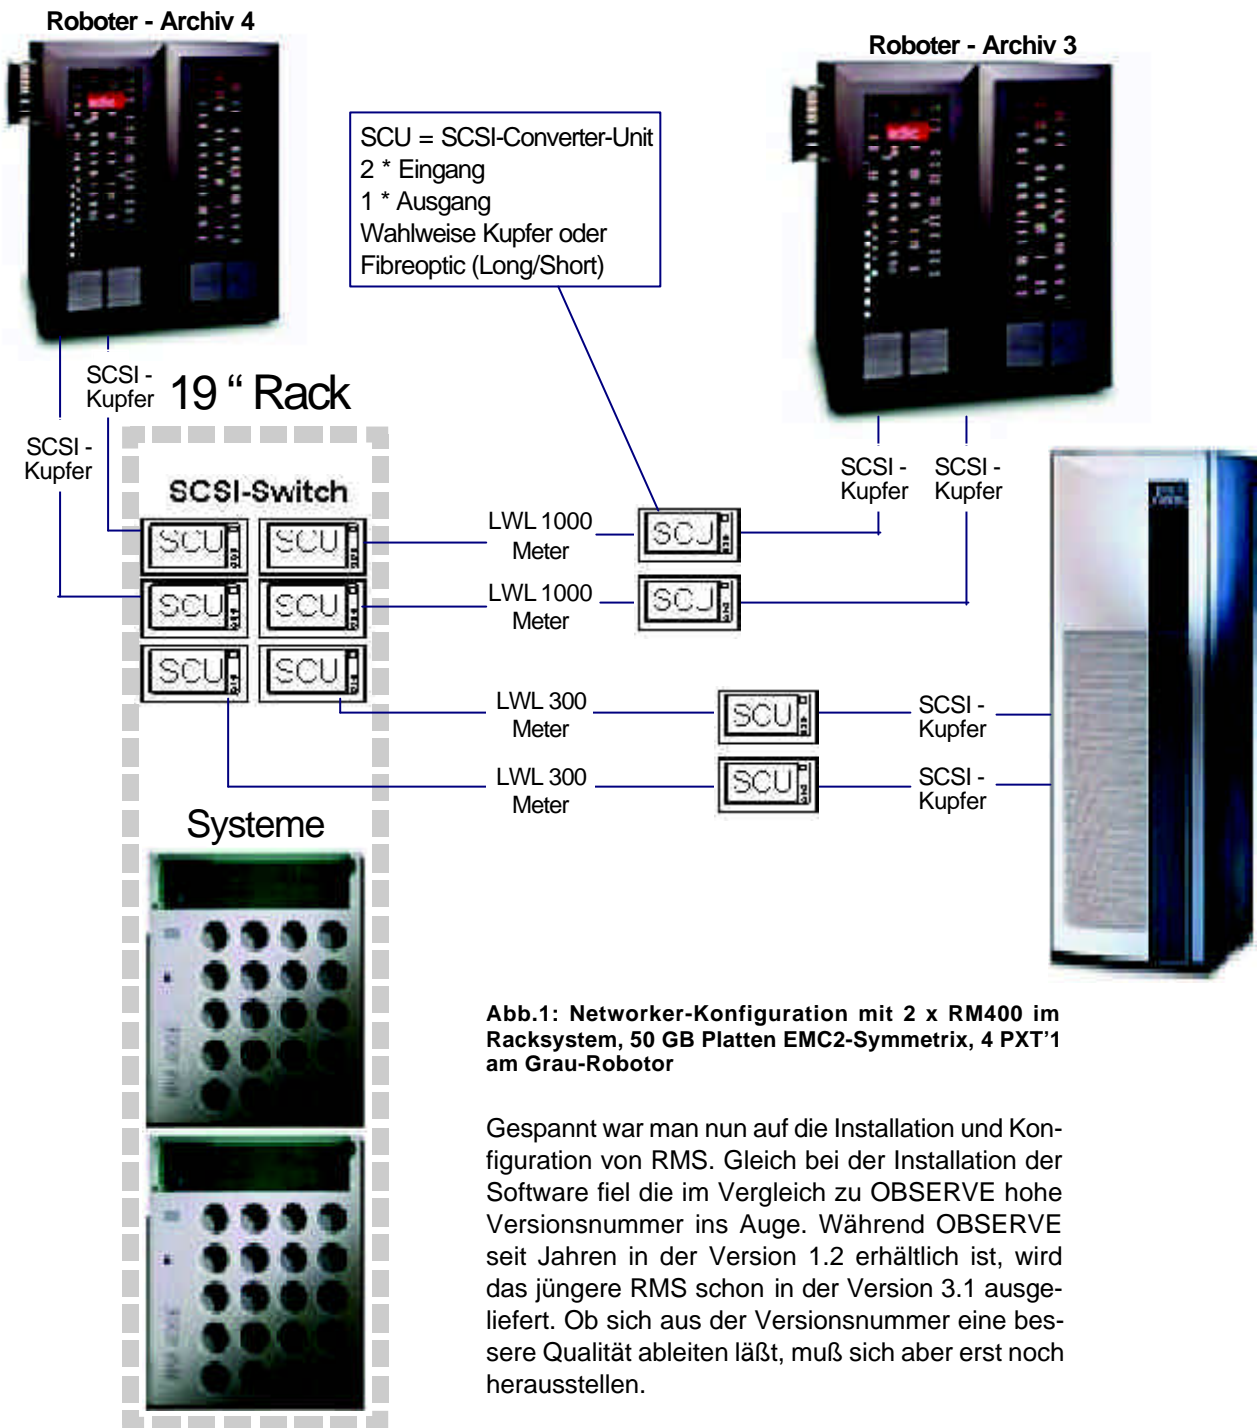 Roboter - Archiv 4
Roboter - Archiv 3
SCU = SCSI-Converter-Unit
2 * Eingang
1 * Ausgang
Wahlweise Kupfer oder
Fibreoptic (Long/Short)
SCSI -
Kupfer
19 “ Rack
SCSI -
Kupfer
SCSI -
Kupfer
SCSI -
Kupfer
SCSI-Switch
SCU
SCU
LWL 1000
Meter
SCU
SCU
SCU
LWL 1000
Meter
SCU
SCU
SCU
LWL 300
Meter
SCU
SCSI -
Kupfer
LWL 300
Meter
SCU
SCSI -
Kupfer
Systeme
Abb.1: Networker-Konfiguration mit 2 x RM400 im
Racksystem, 50 GB Platten EMC2-Symmetrix, 4 PXT’1
am Grau-Robotor
Gespannt war man nun auf die Installation und Kon-
figuration von RMS. Gleich bei der Installation der
Software fiel die im Vergleich zu OBSERVE hohe
Versionsnummer ins Auge. Während OBSERVE
seit Jahren in der Version 1.2 erhältlich ist, wird
das jüngere RMS schon in der Version 3.1 ausge-
liefert. Ob sich aus der Versionsnummer eine bes-
sere Qualität ableiten läßt, muß sich aber erst noch
herausstellen.